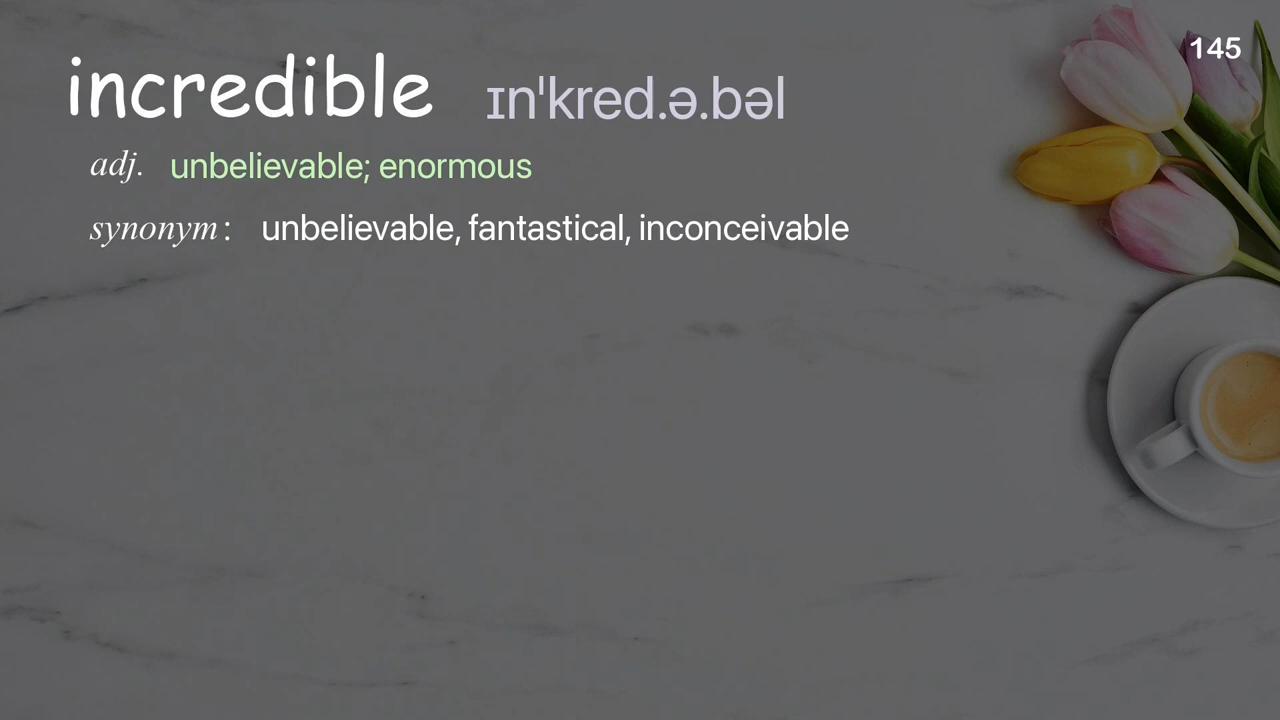 145
incredible ɪnˈkred.ə.bəl
adj. unbelievable; enormous
synonym: unbelievable, fantastical, inconceivable